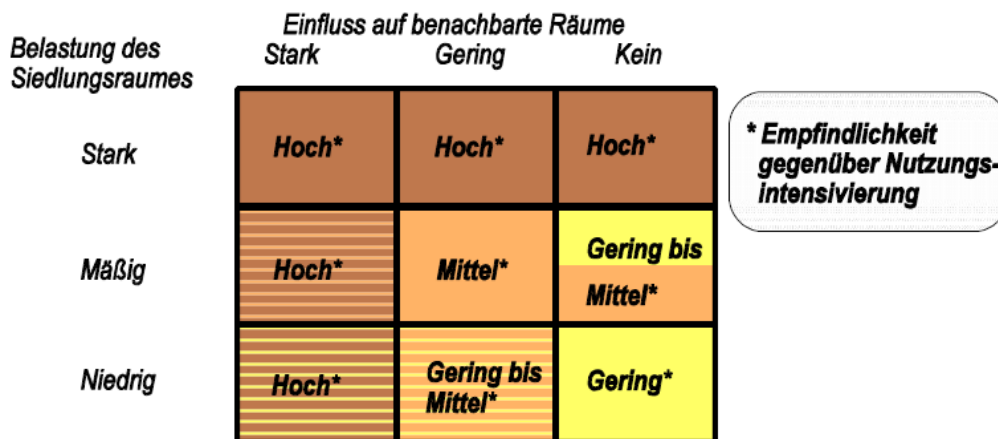 Einfluss auf benachbarte Räume
Belastung des
Siedlungsraumes
Stark Gering Kein
Stark
Hoch* Hoch* Hoch*
* Empfindlichkeit
gegenüber Nutzungs-
intensivierung
Mäßig
Hoch* Mittel* Gering bis
Mittel*
Niedrig
Hoch* Gering bis
Mittel*
Gering*